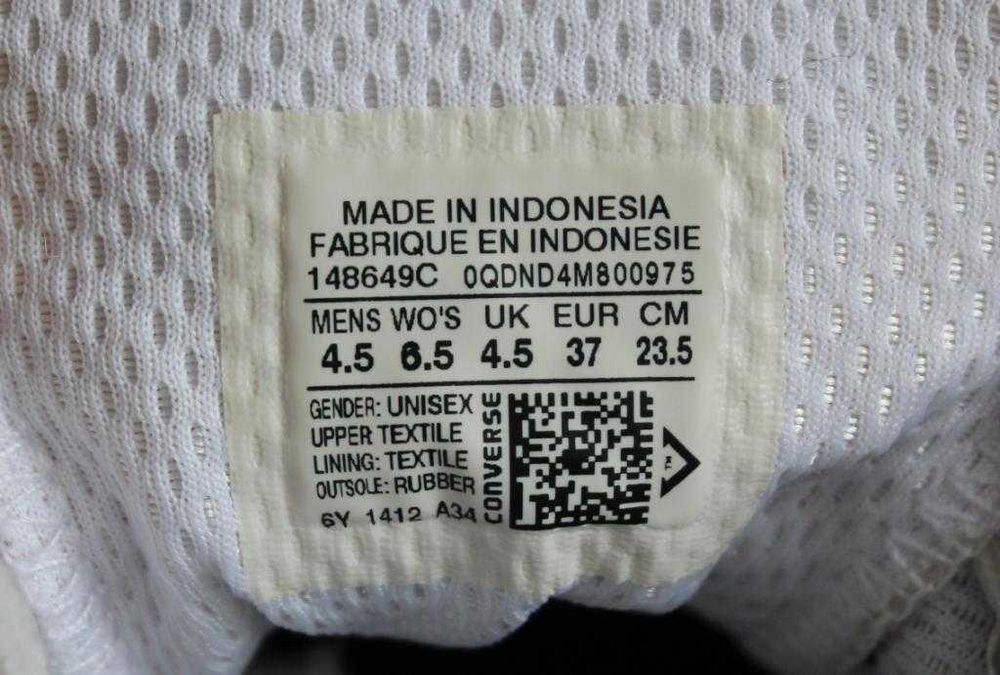 MADE IN INDONESIA
FABRIQUE EN INDONESIE
148649C 0QDND4M800975
MENS WO'S UK EUR CM
4.5 6.5 4.5 37 23.5
GENDER: UNISEX
UPPER TEXTILE
LINING: TEXTILE
OUTSOLE: RUBBER
6Y 1412 A34
CONVERSE